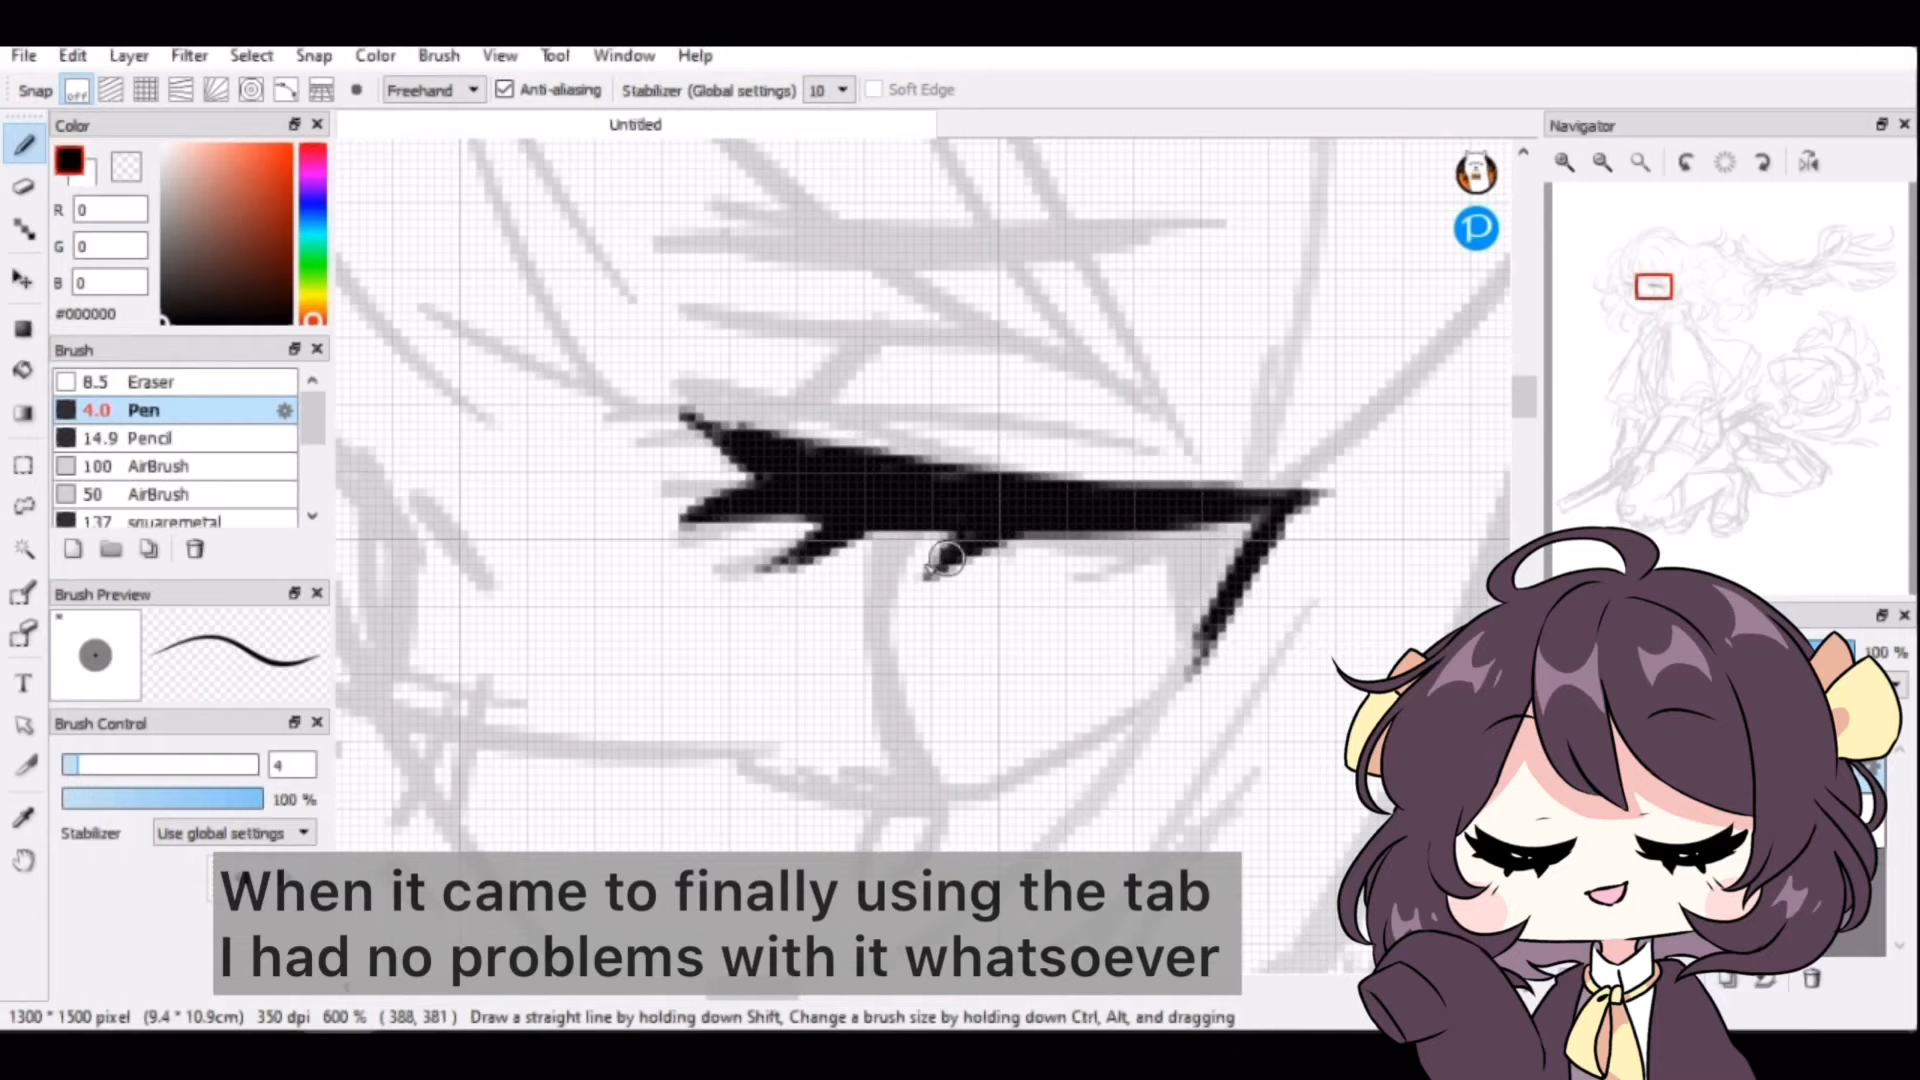 File Edit Layer Filter Select Snap Color Brush View Tool Window Help
Snap off Freehand Anti-aliasing Stabilizer (Global settings) 10 Soft Edge
Color
Untitled
Navigator
R 0
G 0
B 0
#000000
Brush
8.5 Eraser
4.0 Pen
14.9 Pencil
100 AirBrush
50 AirBrush
137 squaremetal
Brush Preview
100 %
Brush Control
4
100 %
Stabilizer Use global settings
T
When it came to finally using the tab
I had no problems with it whatsoever
1300 * 1500 pixel (9.4 * 10.9cm) 350 dpi 600 % ( 388, 381 ) Draw a straight line by holding down Shift, Change a brush size by holding down Ctrl, Alt, and dragging